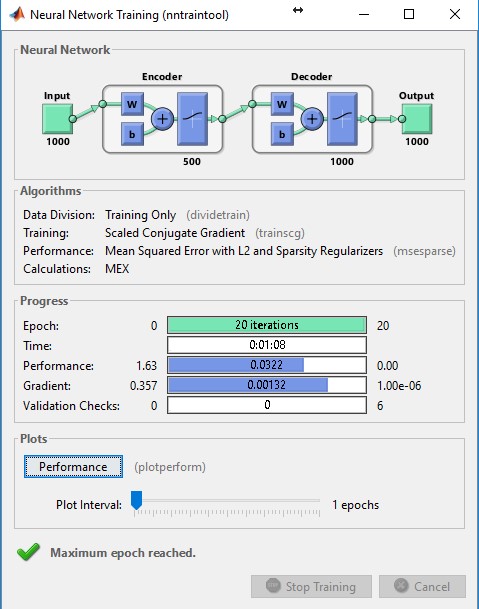 Neural Network Training (nntraintool)
Neural Network
Encoder Decoder
Input W b + W b + Output
1000 500 1000 1000
Algorithms
Data Division: Training Only (dividetrain)
Training: Scaled Conjugate Gradient (trainscg)
Performance: Mean Squared Error with L2 and Sparsity Regularizers (msesparse)
Calculations: MEX
Progress
Epoch: 0 20 iterations 20
Time: 0:01:08
Performance: 1.63 0.0322 0.00
Gradient: 0.357 0.00132 1.00e-06
Validation Checks: 0 0 6
Plots
Performance (plotperform)
Plot Interval: 1 epochs
Maximum epoch reached.
Stop Training Cancel